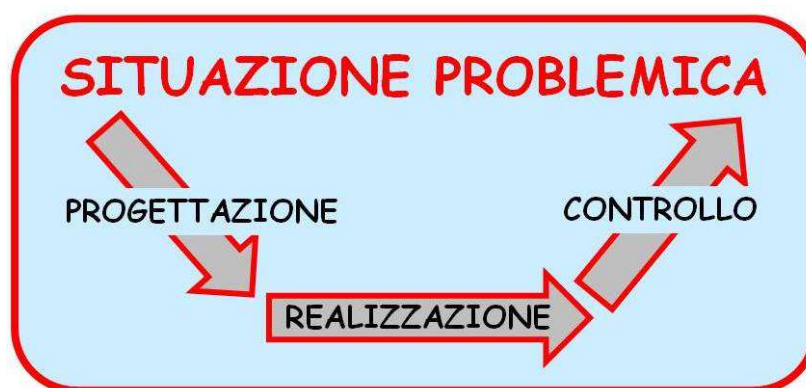 SITUAZIONE PROBLEMICA
PROGETTAZIONE
CONTROLLO
REALIZZAZIONE